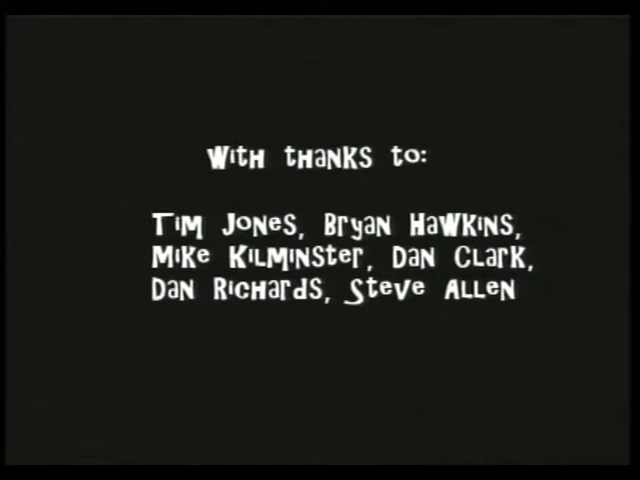 With thanks to:
Tim Jones, Bryan Hawkins,
Mike Kilminster, Dan Clark,
Dan Richards, Steve Allen